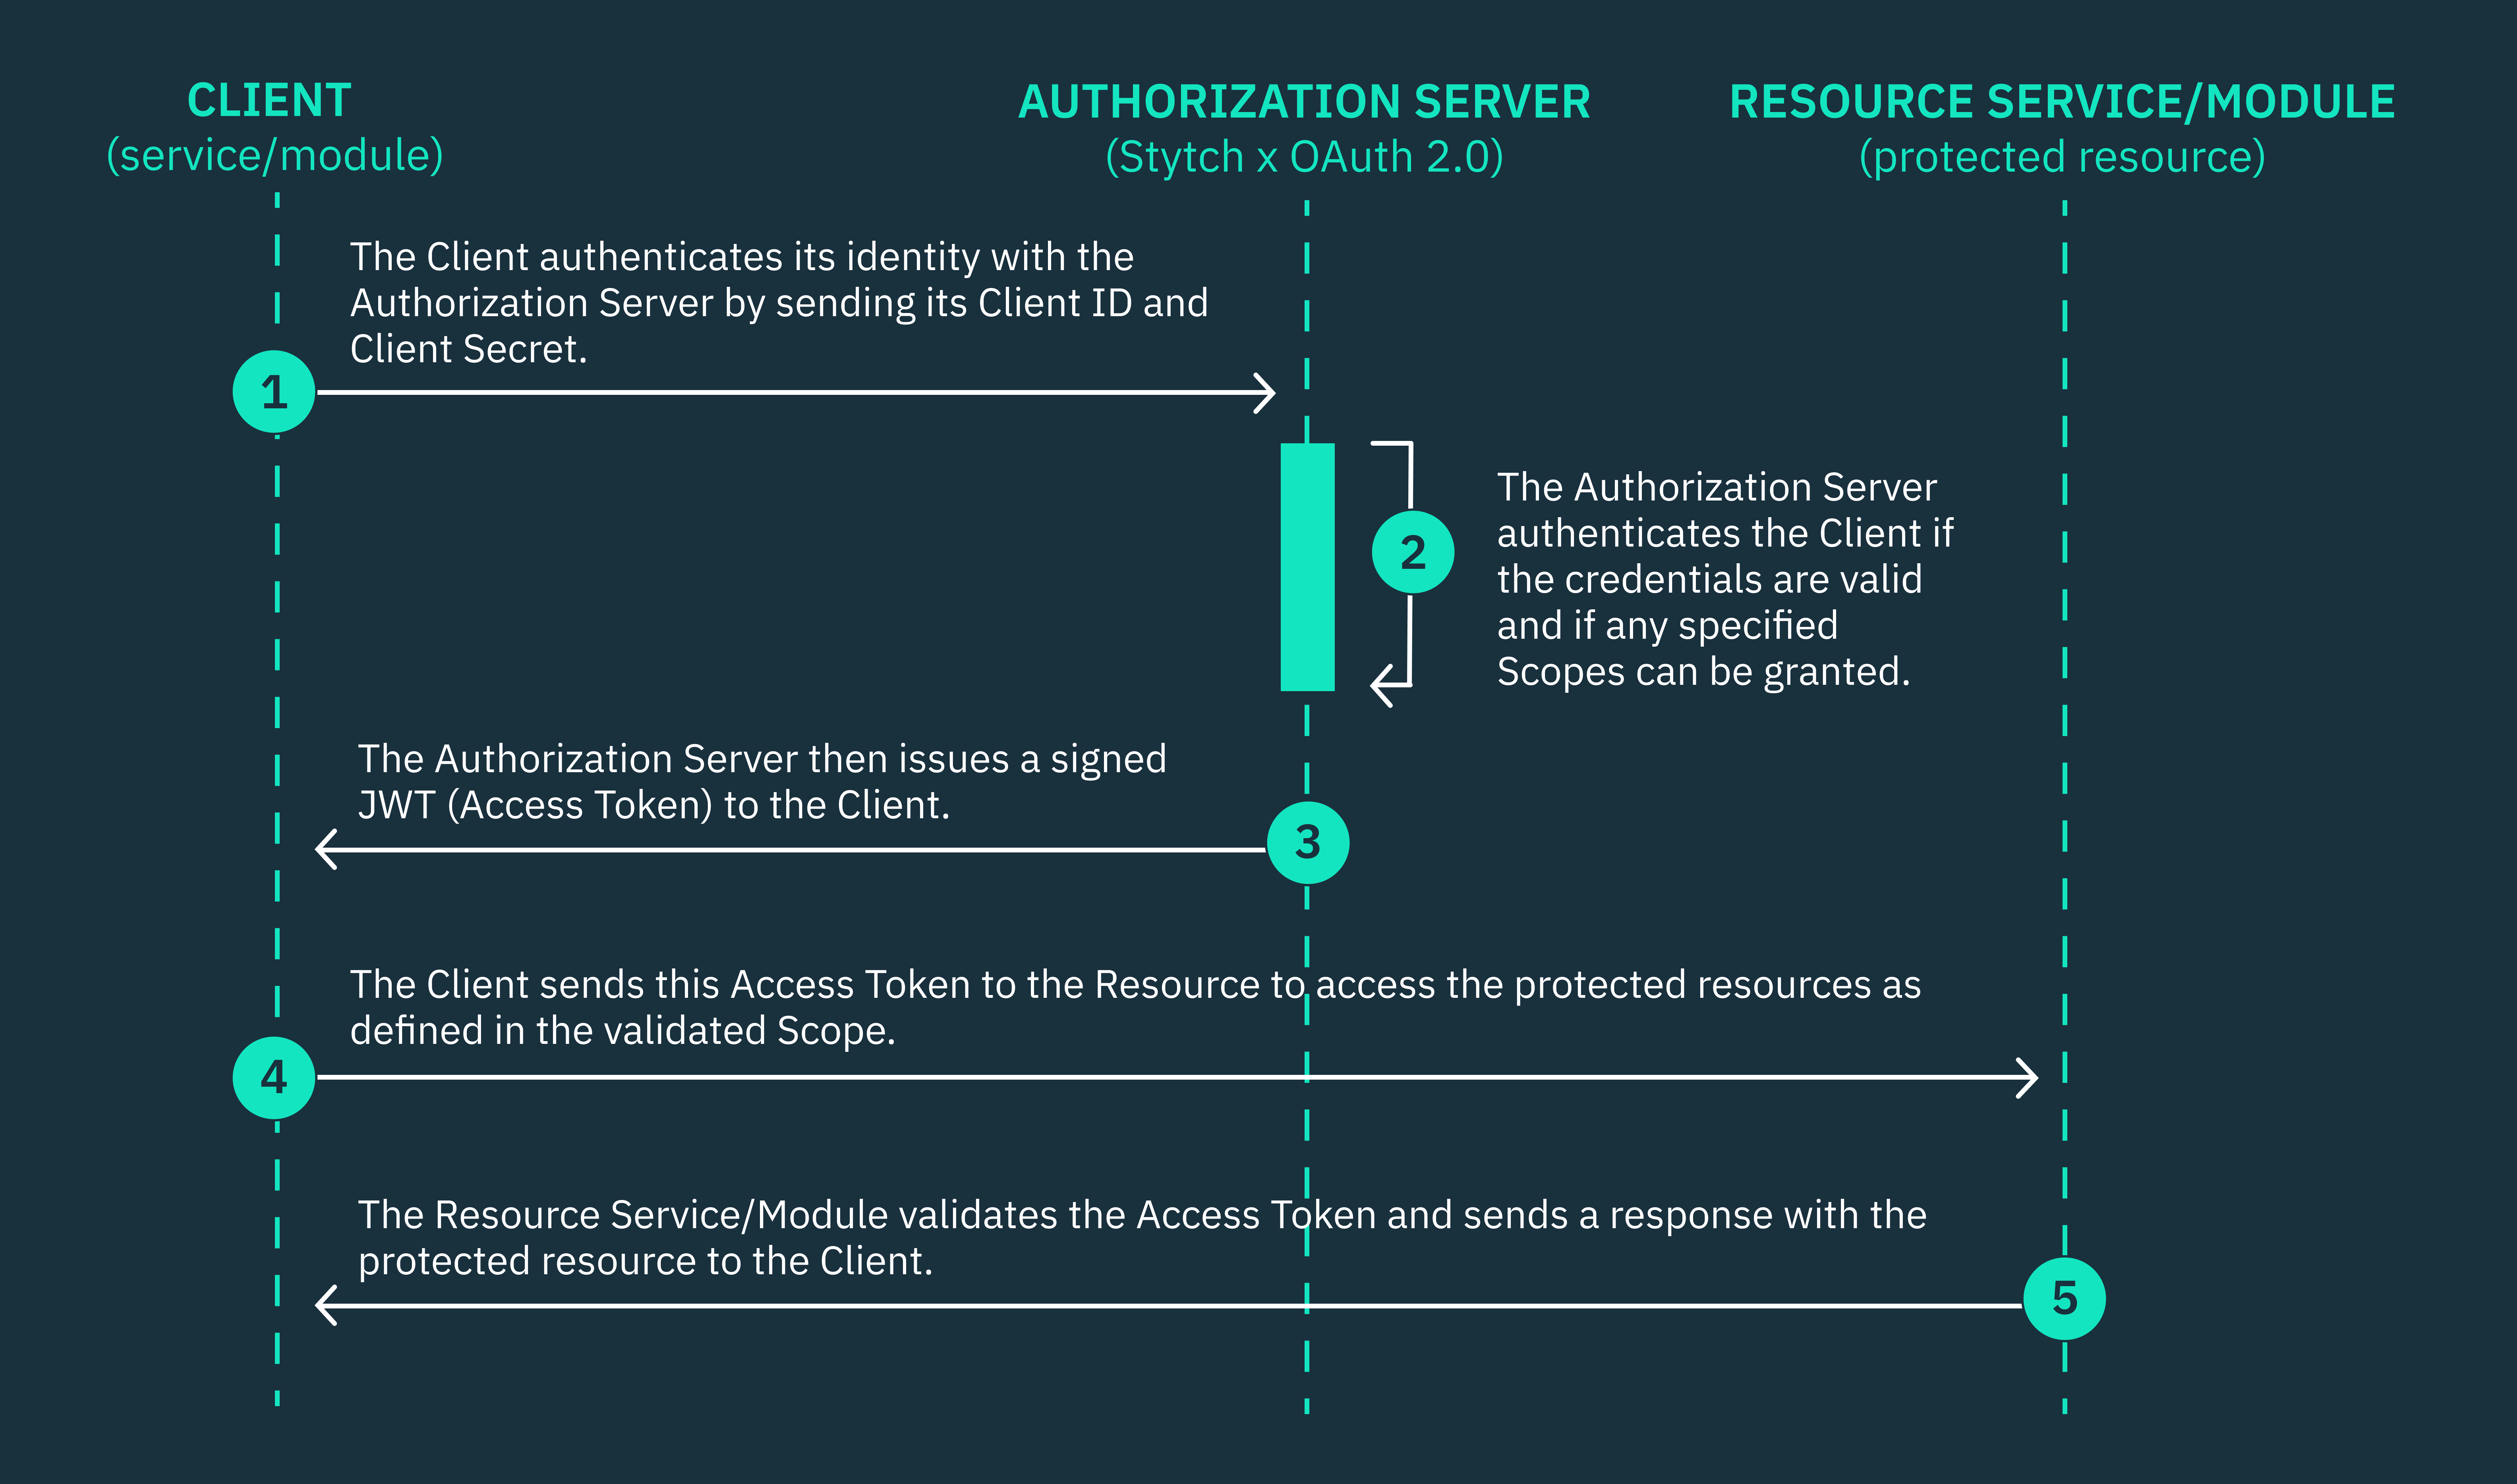 CLIENT
(service/module)
AUTHORIZATION SERVER
(Stytch x OAuth 2.0)
RESOURCE SERVICE/MODULE
(protected resource)
The Client authenticates its identity with the
Authorization Server by sending its Client ID and
Client Secret.
1
The Authorization Server
authenticates the Client if
the credentials are valid
and if any specified
Scopes can be granted.
2
The Authorization Server then issues a signed
JWT (Access Token) to the Client.
3
The Client sends this Access Token to the Resource to access the protected resources as
defined in the validated Scope.
4
The Resource Service/Module validates the Access Token and sends a response with the
protected resource to the Client.
5